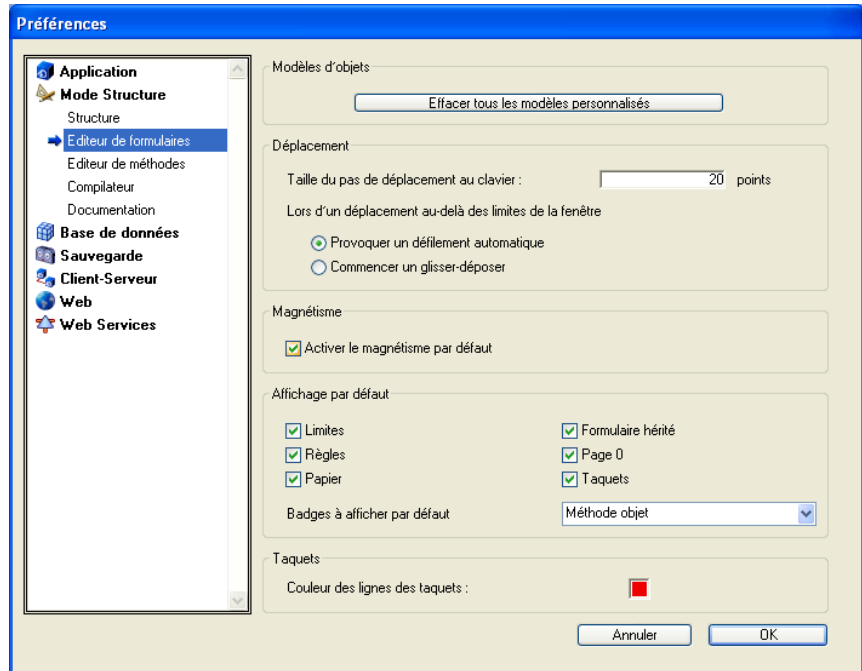 Préférences
Application
Mode Structure
Structure
Editeur de formulaires
Editeur de méthodes
Compilateur
Documentation
Base de données
Sauvegarde
Client-Serveur
Web
Web Services
Modèles d'objets
Effacer tous les modèles personnalisés
Déplacement
Taille du pas de déplacement au clavier : 20 points
Lors d'un déplacement au-delà des limites de la fenêtre
Provoquer un défilement automatique
Commencer un glisser-déposer
Magnétisme
Activer le magnétisme par défaut
Affichage par défaut
Limites Formulaire hérité
Règles Page 0
Papier Taquets
Badges à afficher par défaut Méthode objet
Taquets
Couleur des lignes des taquets :
Annuler OK